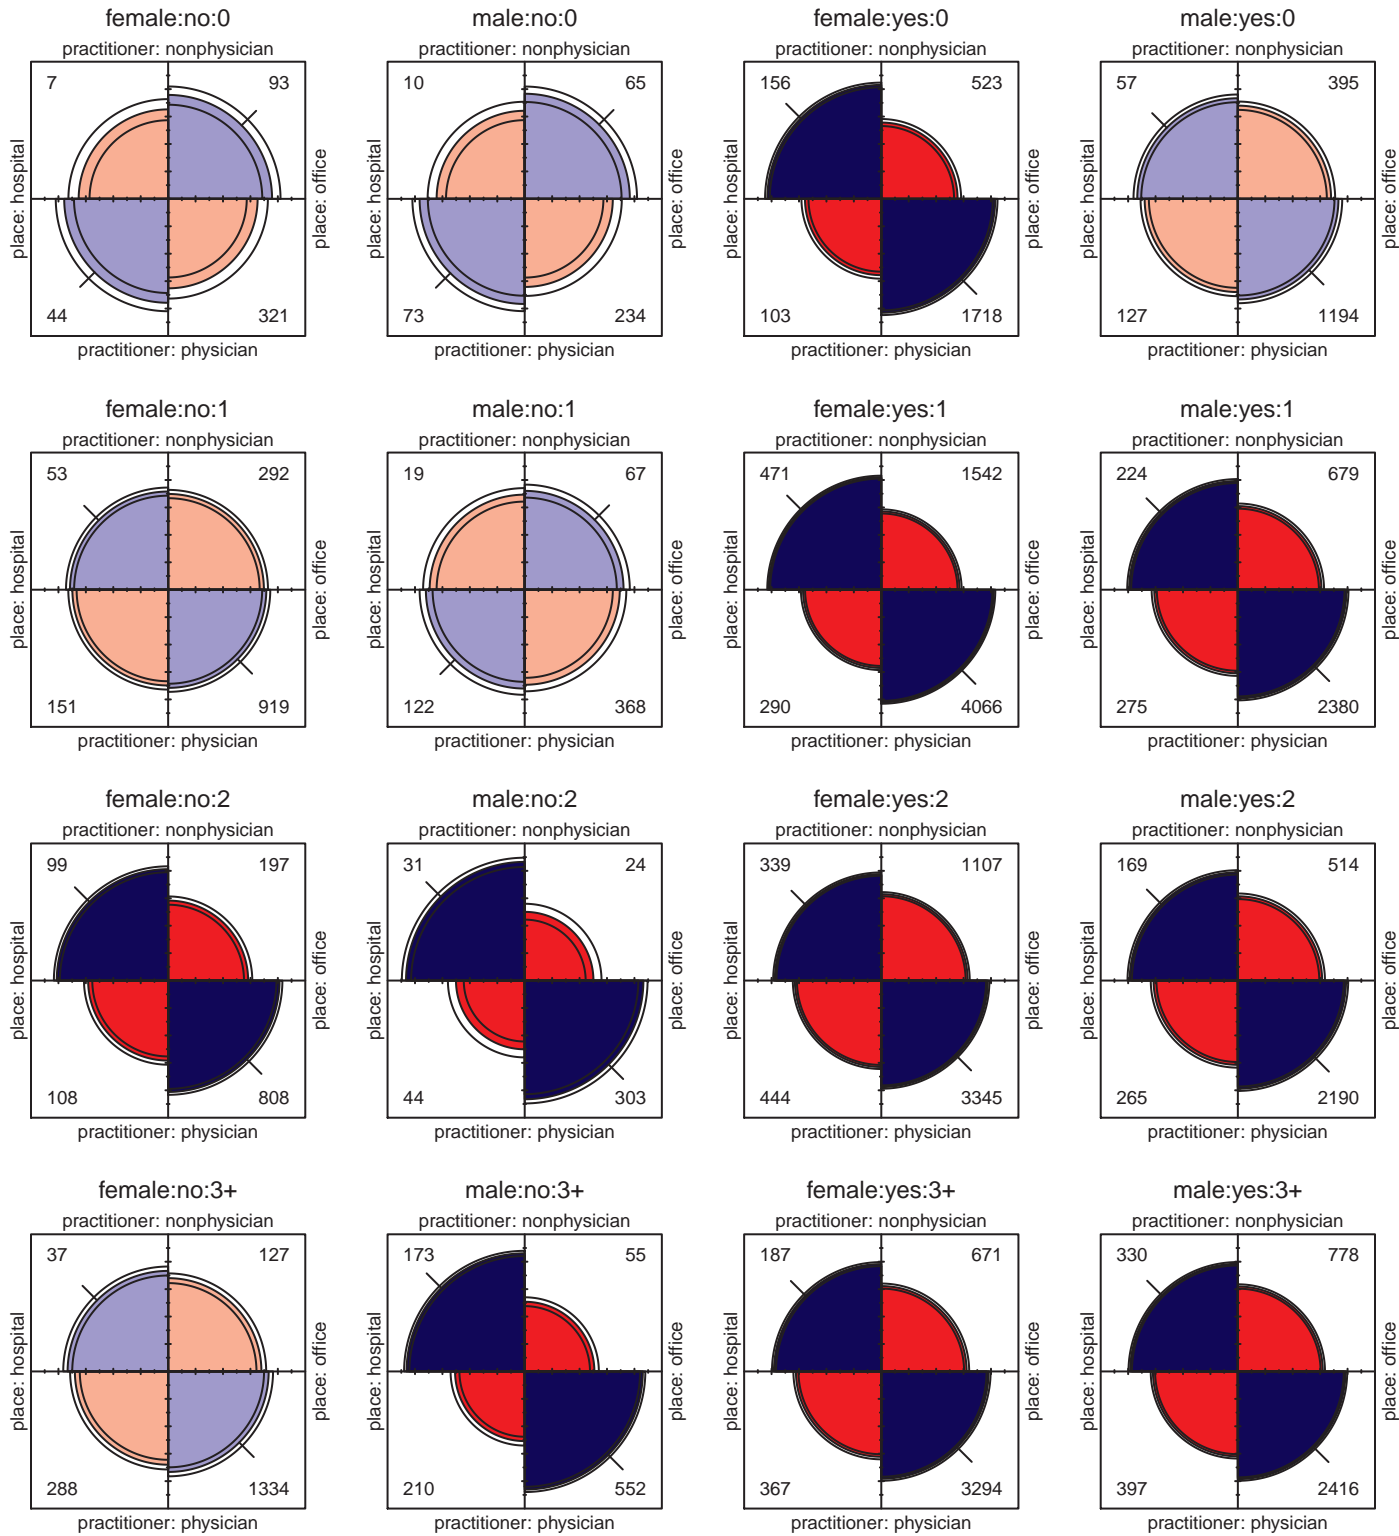 female:no:0
practitioner: nonphysician
7
93
place: hospital
place: office
44
321
practitioner: physician
male:no:0
practitioner: nonphysician
10
65
place: hospital
place: office
73
234
practitioner: physician
female:yes:0
practitioner: nonphysician
156
523
place: hospital
place: office
103
1718
practitioner: physician
male:yes:0
practitioner: nonphysician
57
395
place: hospital
place: office
127
1194
practitioner: physician
female:no:1
practitioner: nonphysician
53
292
place: hospital
place: office
151
919
practitioner: physician
male:no:1
practitioner: nonphysician
19
67
place: hospital
place: office
122
368
practitioner: physician
female:yes:1
practitioner: nonphysician
471
1542
place: hospital
place: office
290
4066
practitioner: physician
male:yes:1
practitioner: nonphysician
224
679
place: hospital
place: office
275
2380
practitioner: physician
female:no:2
practitioner: nonphysician
99
197
place: hospital
place: office
108
808
practitioner: physician
male:no:2
practitioner: nonphysician
31
24
place: hospital
place: office
44
303
practitioner: physician
female:yes:2
practitioner: nonphysician
339
1107
place: hospital
place: office
444
3345
practitioner: physician
male:yes:2
practitioner: nonphysician
169
514
place: hospital
place: office
265
2190
practitioner: physician
female:no:3+
practitioner: nonphysician
37
127
place: hospital
place: office
288
1334
practitioner: physician
male:no:3+
practitioner: nonphysician
173
55
place: hospital
place: office
210
552
practitioner: physician
female:yes:3+
practitioner: nonphysician
187
671
place: hospital
place: office
367
3294
practitioner: physician
male:yes:3+
practitioner: nonphysician
330
778
place: hospital
place: office
397
2416
practitioner: physician